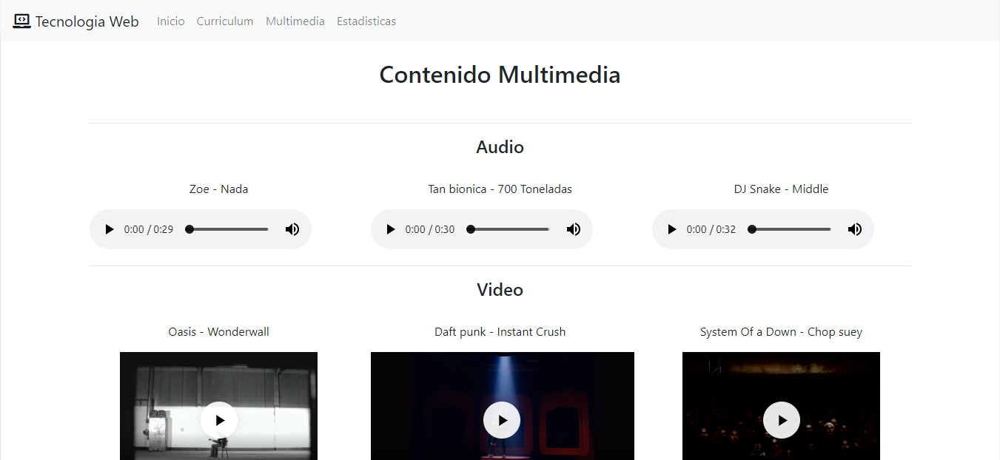 Tecnologia Web Inicio Curriculum Multimedia Estadisticas
Contenido Multimedia
Audio
Zoe - Nada
Tan bionica - 700 Toneladas
DJ Snake - Middle
0:00 / 0:29
0:00 / 0:30
0:00 / 0:32
Video
Oasis - Wonderwall
Daft punk - Instant Crush
System Of a Down - Chop suey